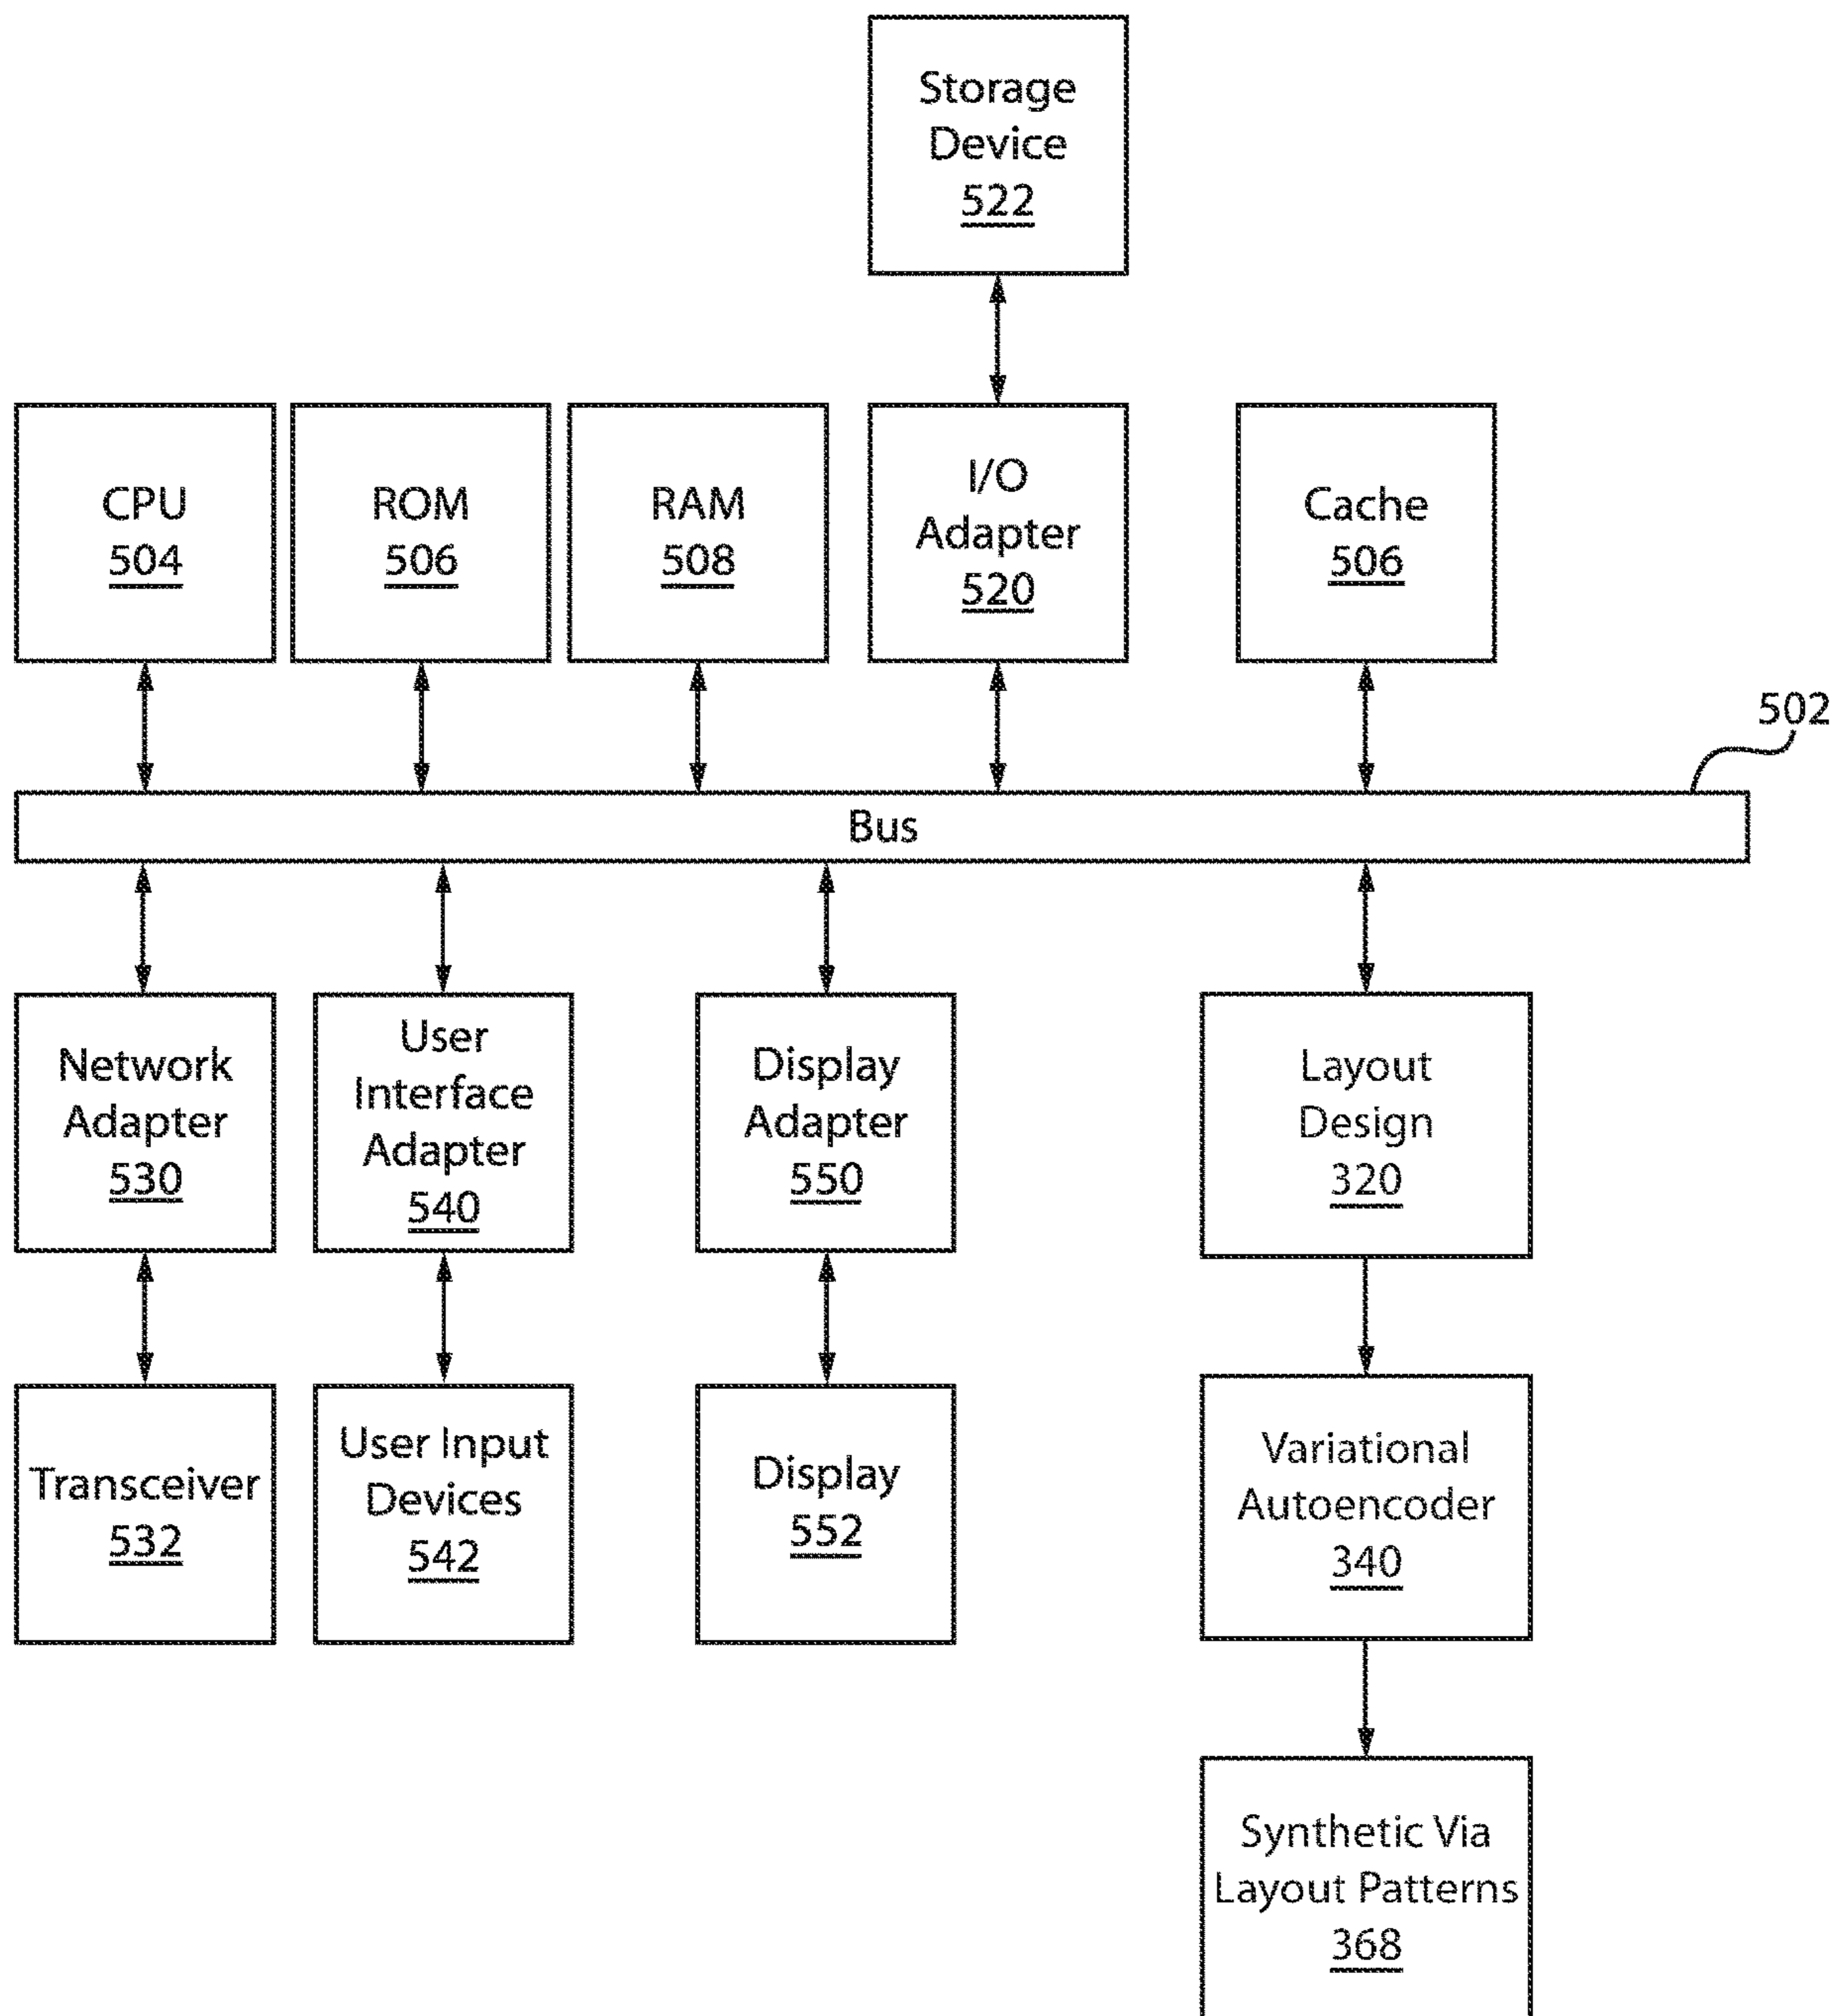 Storage
Device
522
CPU
504
ROM
506
RAM
508
I/O
Adapter
520
Cache
506
502
Bus
Network
Adapter
530
User
Interface
Adapter
540
Display
Adapter
550
Layout
Design
320
Transceiver
532
User Input
Devices
542
Display
552
Variational
Autoencoder
340
Synthetic Via
Layout Patterns
368